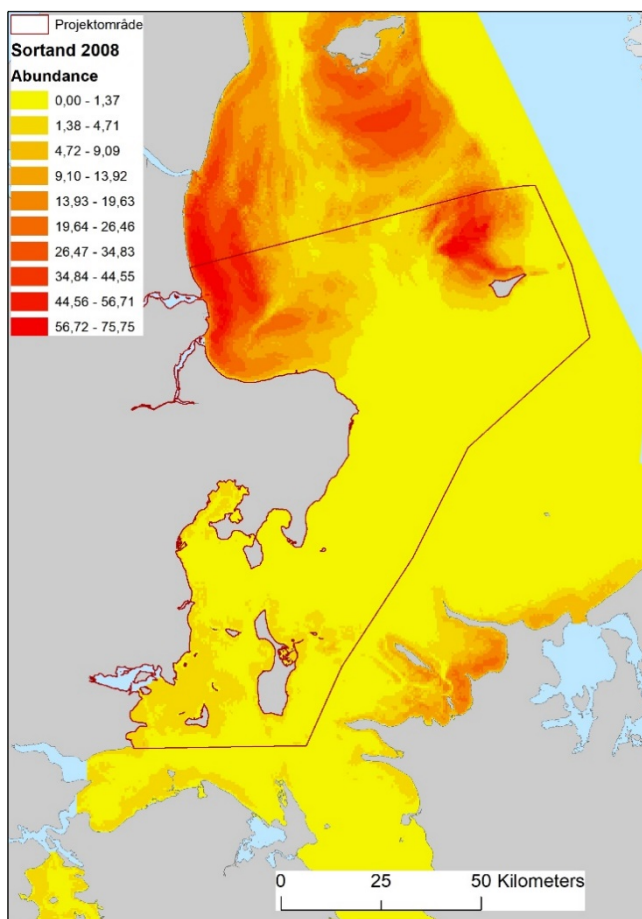 Projektområde
Sortand 2008
Abundance
0,00 - 1,37
1,38 - 4,71
4,72 - 9,09
9,10 - 13,92
13,93 - 19,63
19,64 - 26,46
26,47 - 34,83
34,84 - 44,55
44,56 - 56,71
56,72 - 75,75
0 25 50 Kilometers